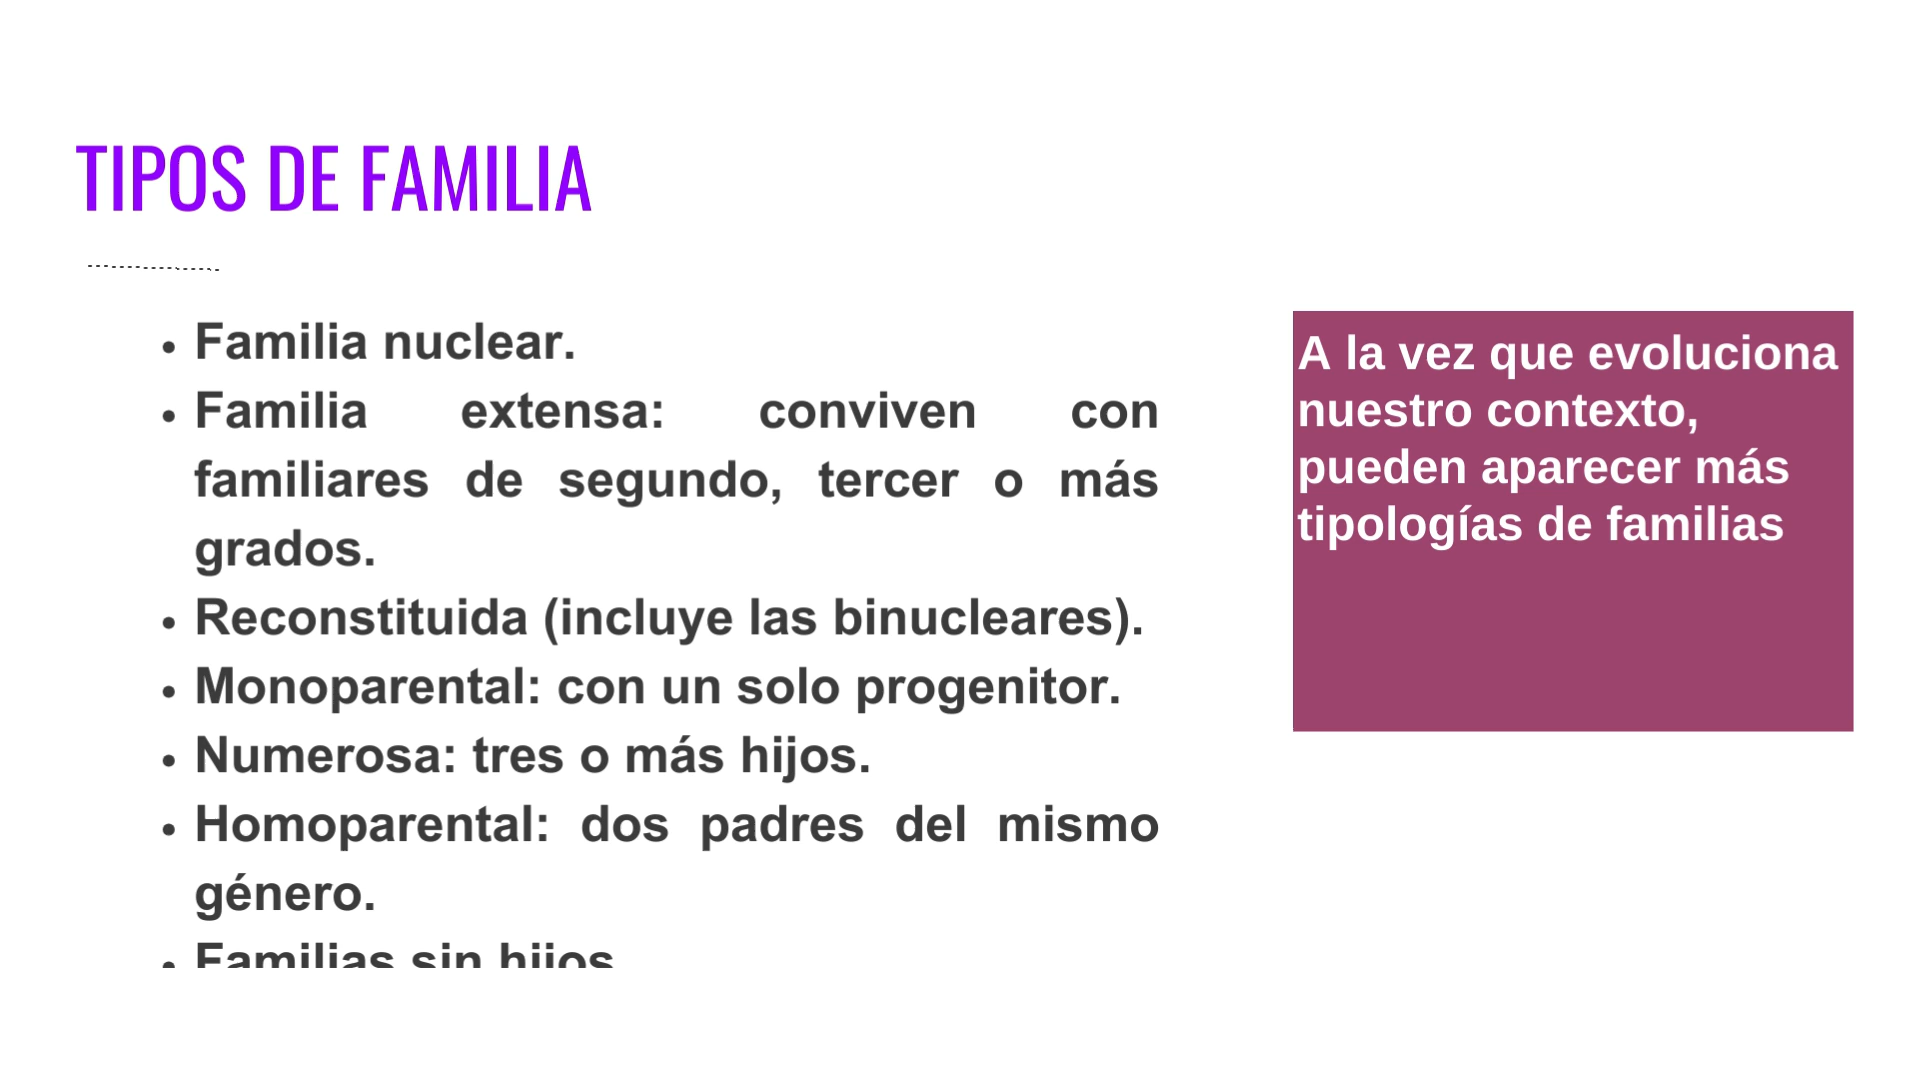 TIPOS DE FAMILIA
• Familia nuclear.
• Familia extensa: conviven con
familiares de segundo, tercer o más
grados.
• Reconstituida (incluye las binucleares).
• Monoparental: con un solo progenitor.
• Numerosa: tres o más hijos.
• Homoparental: dos padres del mismo
género.
• Familias sin hijos
A la vez que evoluciona
nuestro contexto,
pueden aparecer más
tipologías de familias